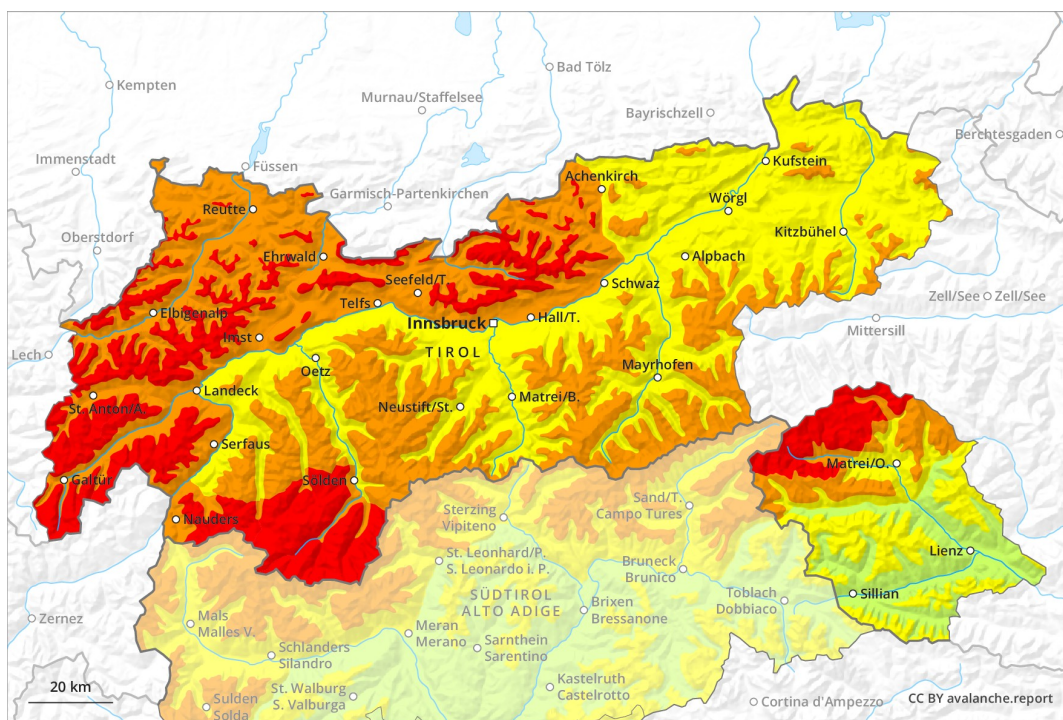 Kempten
Bad Tölz
Murnau/Staffelsee
Bayrischzell
Berchtesgaden
Immenstadt
Füssen
Kufstein
Achenkirch
Garmisch-Partenkirchen
Wörgl
Reutte
Oberstdorf
Kitzbühel
Ehrwald
Alpbach
Seefeld/T.
Schwaz
Zell/See
Zell/See
Telfs
Elbigenalp
Hall/T.
Innsbruck
Mittersill
Imst
Lech
TIROL
Oetz
Mayrhofen
Landeck
St. Anton/A.
Neustift/St.
Matrei/B.
Serfaus
Matrei/O.
Galtür
Sölden
Sand/T.
Campo Tures
Sterzing
Vipiteno
Nauders
Lienz
St. Leonhard/P.
S. Leonardo i. P.
Bruneck
Brunico
SÜDTIROL
ALTO ADIGE
Toblach
Dobbiaco
Sillian
Brixen
Bressanone
Zernez
Mals
Malles V.
Meran
Merano
Sarnthein
Sarentino
Schlanders
Silandro
Kastelruth
Castelrotto
St. Walburg
S. Valburga
20 km
Sulden
Solda
Cortina d'Ampezzo
CC BY avalanche.report